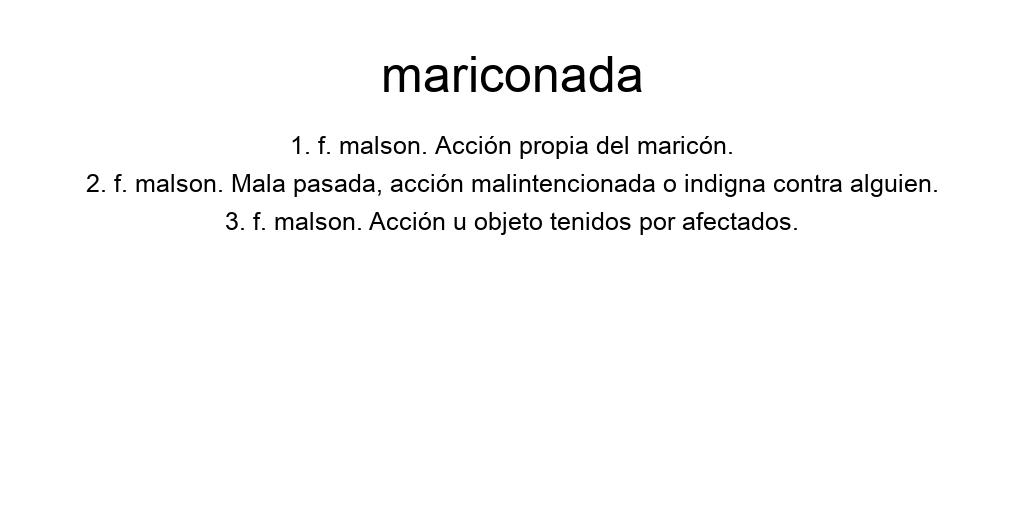 mariconada
1. f. malson. Acción propia del maricón.
2. f. malson. Mala pasada, acción malintencionada o indigna contra alguien.
3. f. malson. Acción u objeto tenidos por afectados.